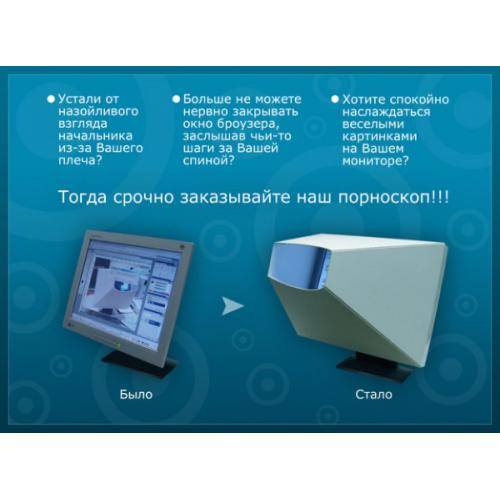 Устали от
назойливого
взгляда
начальника
из-за Вашего
плеча?
Больше не можете
нервно закрывать
окно броузера,
заслышав чьи-то
шаги за Вашей
спиной?
Хотите спокойно
наслаждаться
веселыми
картинками
на Вашем
мониторе?
Тогда срочно заказывайте наш порноскоп!!!
Было
Стало